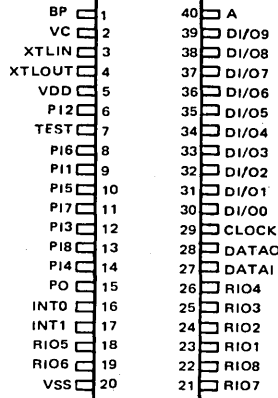 BP 1 40 A
VC 2 39 DI/O9
XTLIN 3 38 DI/O8
XTLOUT 4 37 DI/O7
VDD 5 36 DI/O6
PI2 6 35 DI/O5
TEST 7 34 DI/O4
PI6 8 33 DI/O3
PI1 9 32 DI/O2
PI5 10 31 DI/O1
PI7 11 30 DI/O0
PI3 12 29 CLOCK
PI8 13 28 DATAO
PI4 14 27 DATAI
PO 15 26 RIO4
INT0 16 25 RIO3
INT1 17 24 RIO2
RIO5 18 23 RIO1
RIO6 19 22 RIO8
VSS 20 21 RIO7